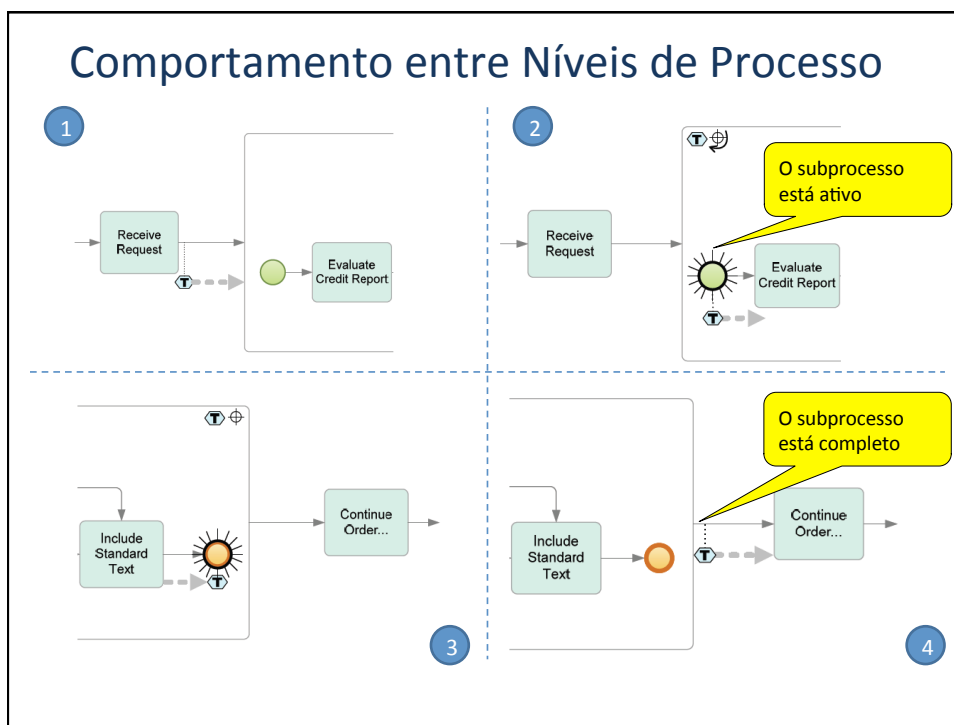 Comportamento entre Níveis de Processo
1
Receive
Request
T
Evaluate
Credit Report
2
T
O subprocesso
está ativo
Receive
Request
Evaluate
Credit Report
T
T
Include
Standard
Text
T
Continue
Order...
3
O subprocesso
está completo
Include
Standard
Text
T
Continue
Order...
4